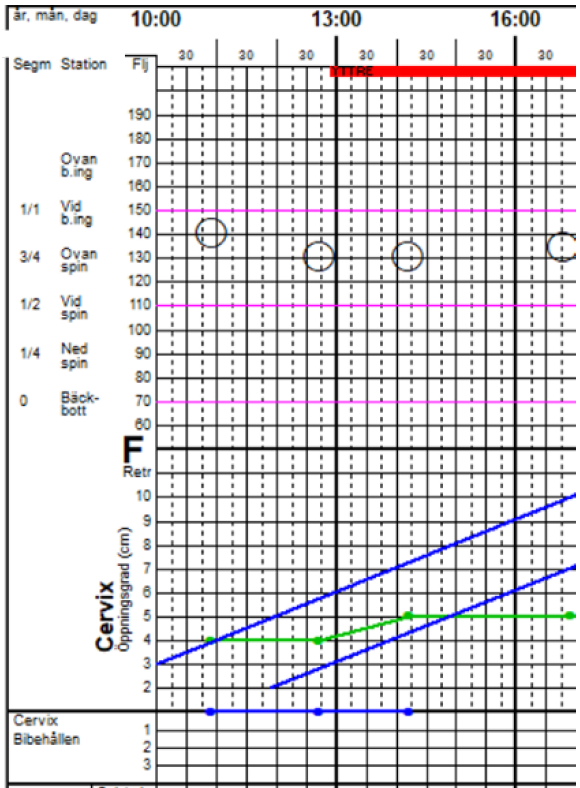 år, mån, dag 10:00 13:00 16:00
30 30 30 30 30 30 30
Segm Station Flj
YTTRE
190
180
Ovan
b.ing
170
160
1/1 Vid
b.ing
150
140
3/4 Ovan
spin
130
120
1/2 Vid
spin
110
100
1/4 Ned
spin
90
80
0 Bäck-
bott
70
60
F
Retr
10
9
8
7
6
5
4
3
2
Cervix
Öppningsgrad (cm)
Cervix
Bibehållen
1
2
3